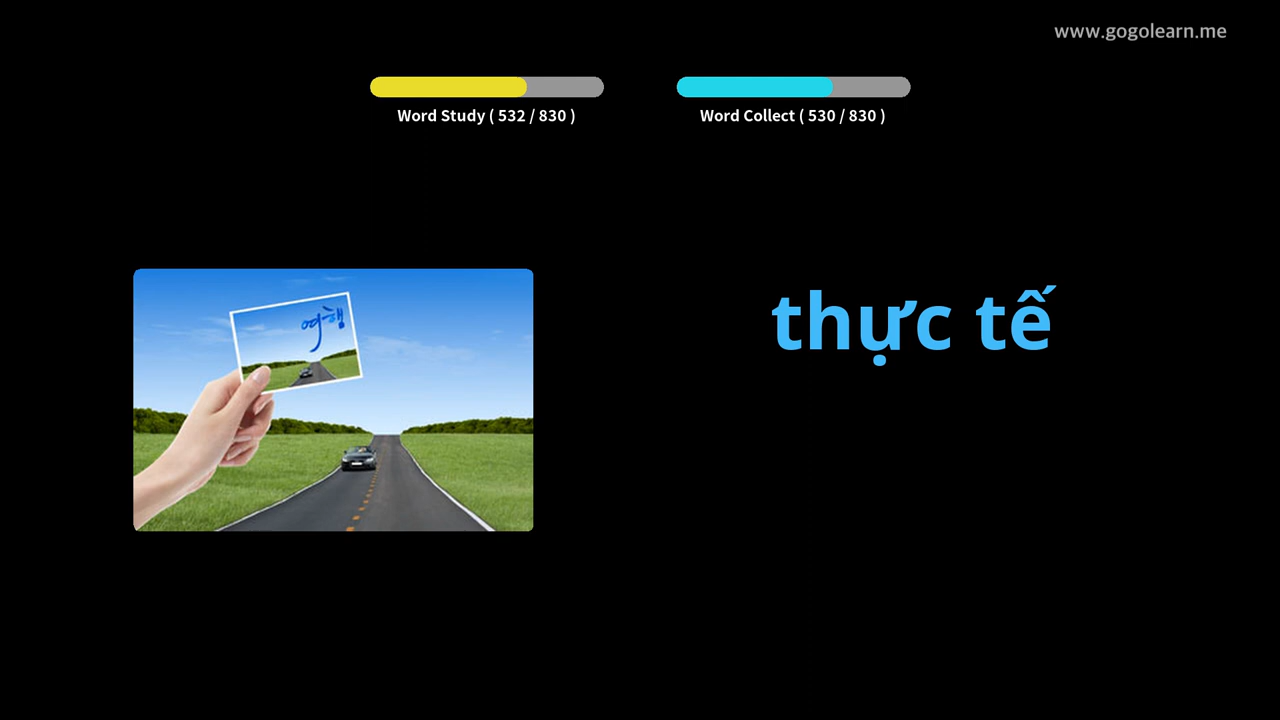 www.gogolearn.me
Word Study ( 532 / 830 )
Word Collect ( 530 / 830 )
여행
thực tế